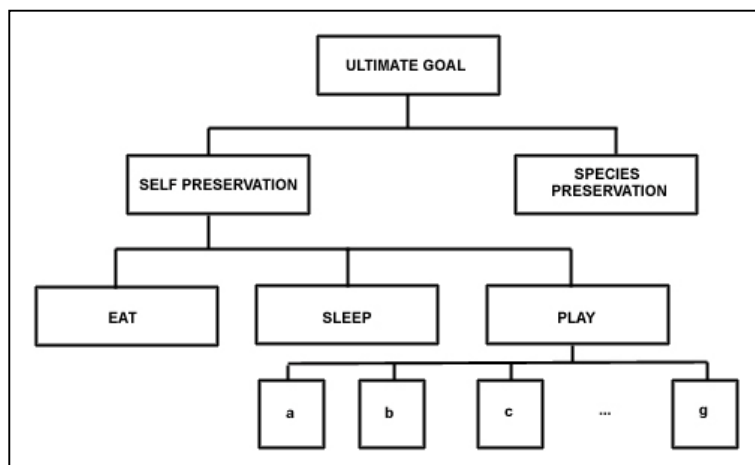 ULTIMATE GOAL
SELF PRESERVATION
SPECIES
PRESERVATION
EAT
SLEEP
PLAY
a
b
c
...
g